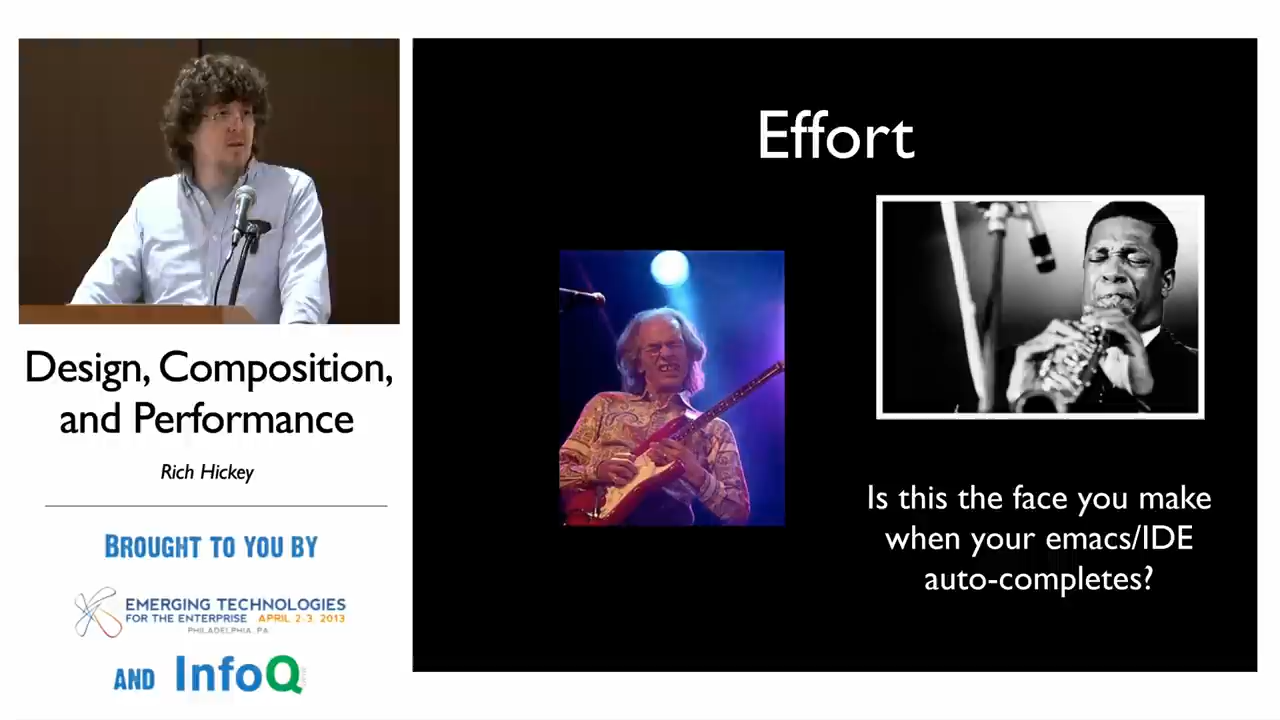 Design, Composition,
and Performance
Rich Hickey
BROUGHT TO YOU BY
EMERGING TECHNOLOGIES
FOR THE ENTERPRISE APRIL 2-3, 2013
PHILADELPHIA, PA
AND InfoQ
Effort
Is this the face you make
when your emacs/IDE
auto-completes?